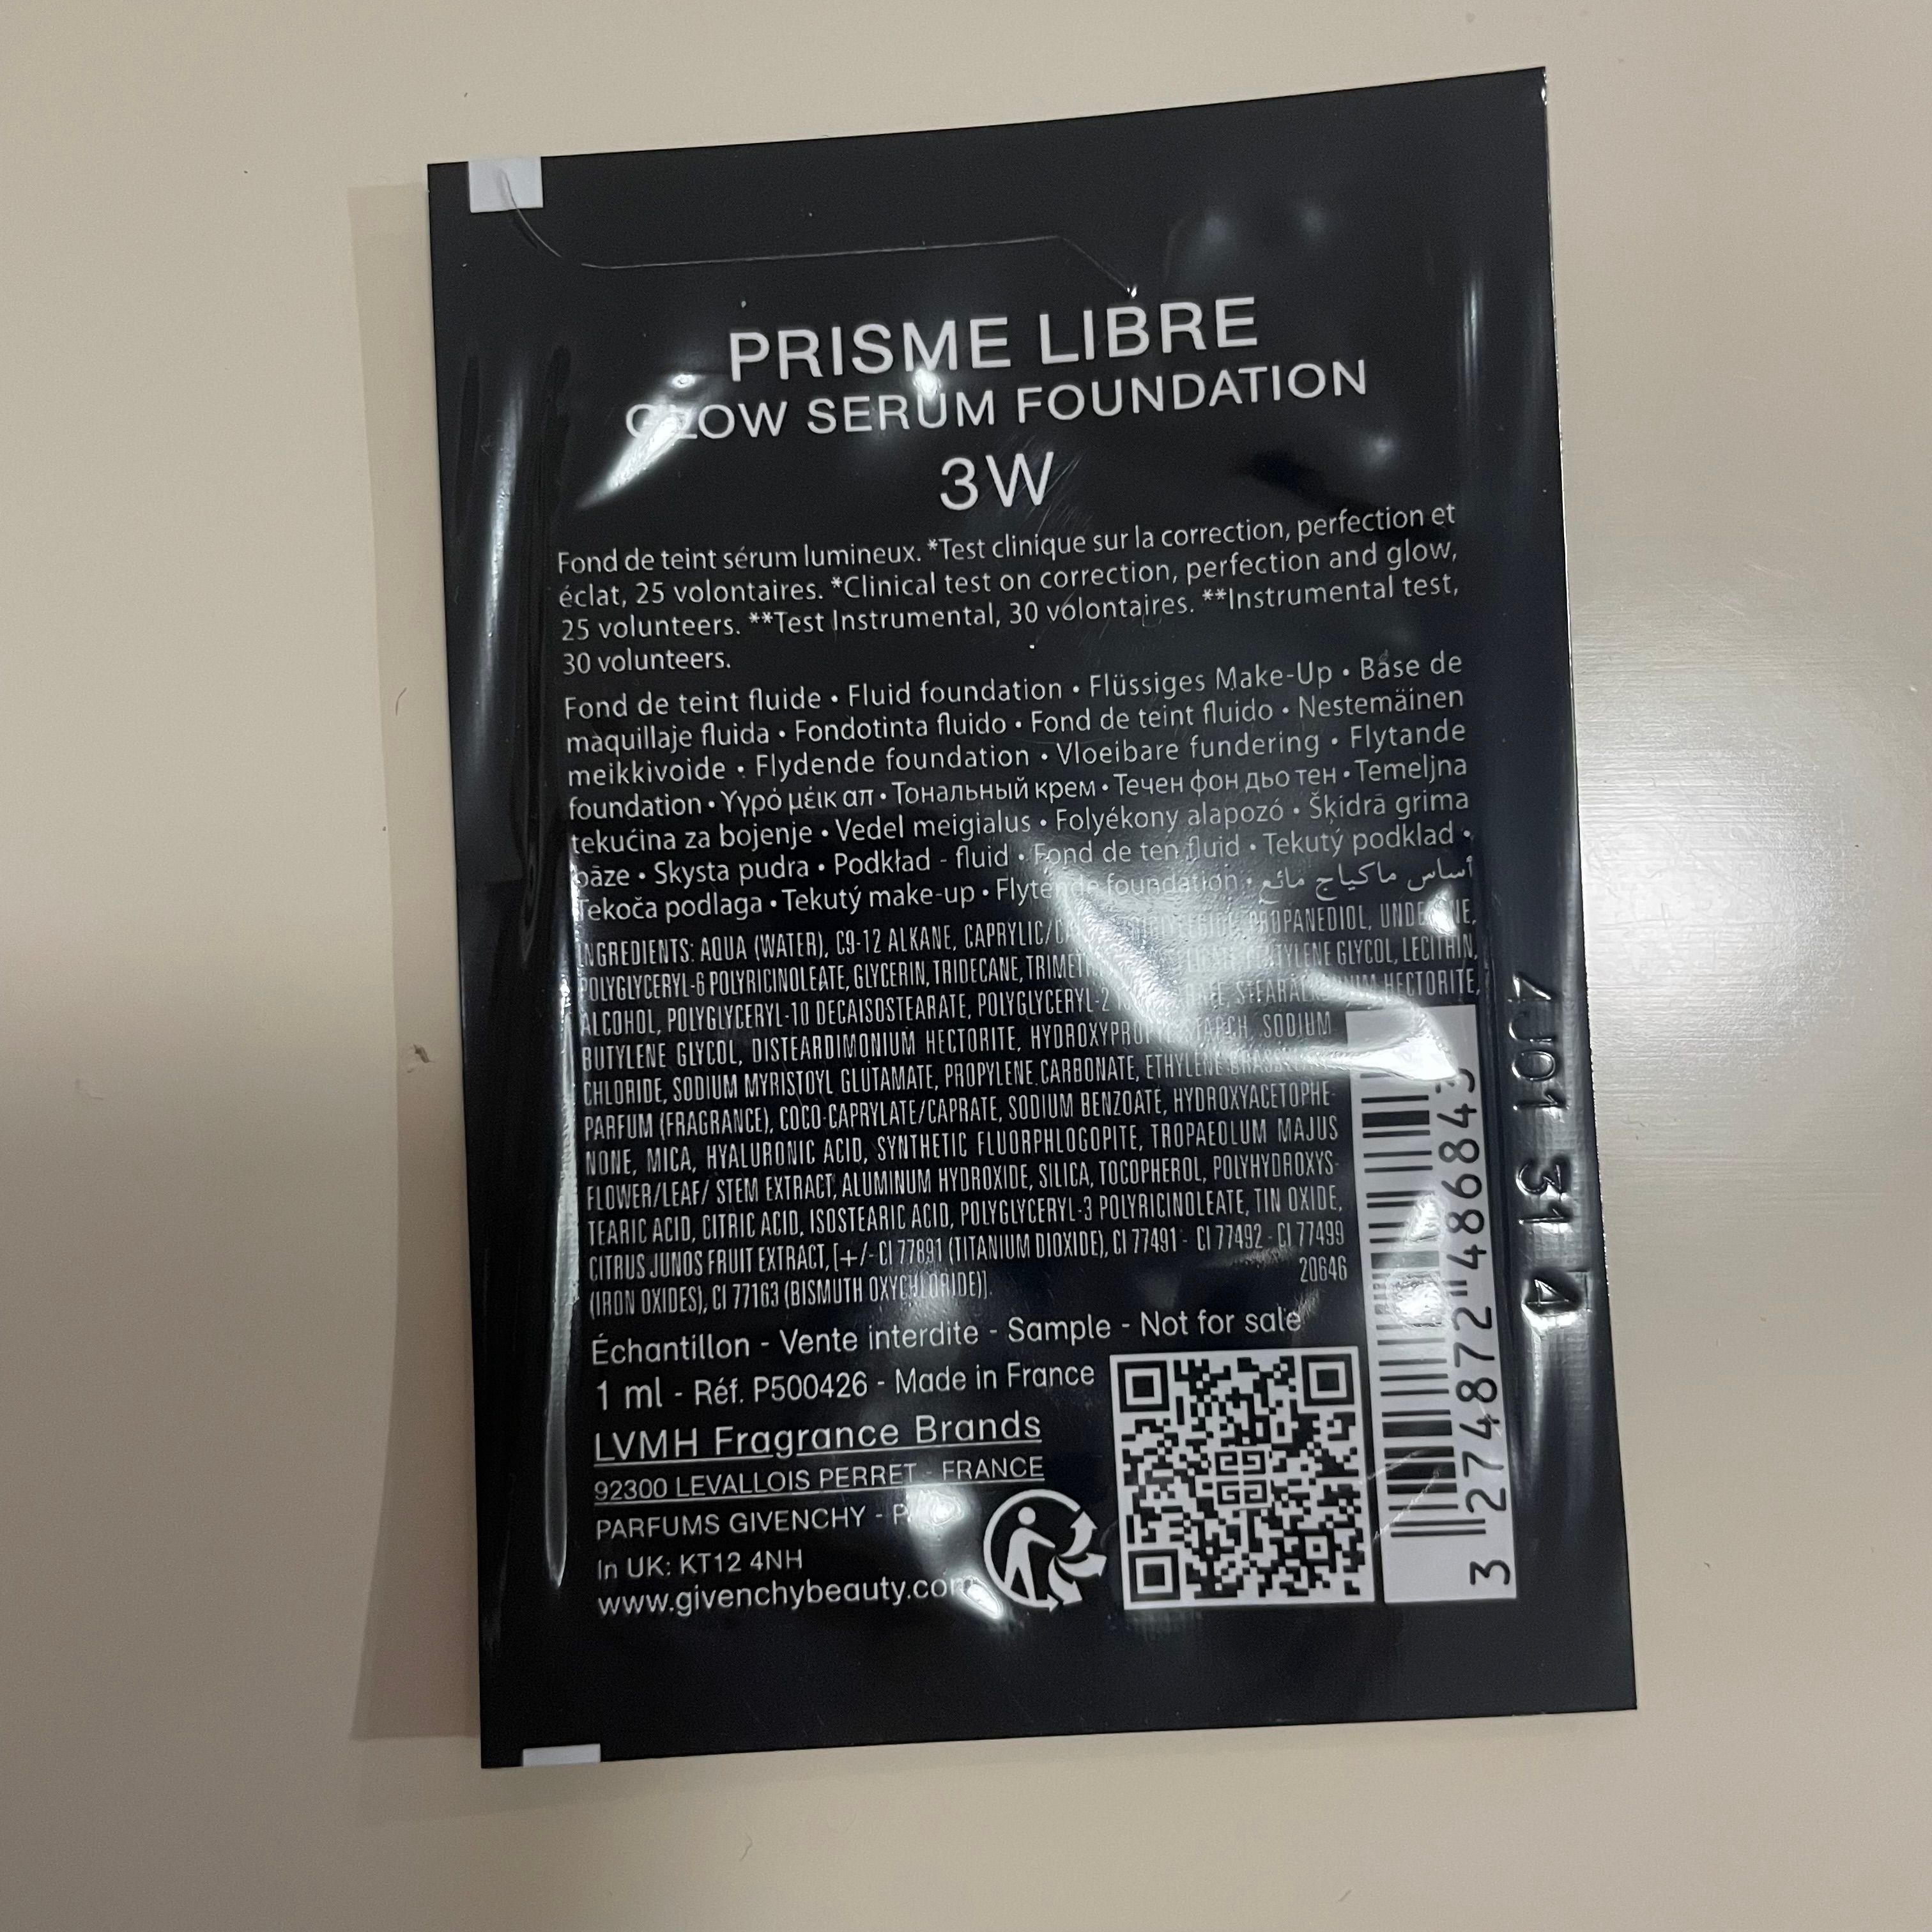 PRISME LIBRE
GLOW SERUM FOUNDATION
3W
Fond de teint sérum lumineux. *Test clinique sur la correction, perfection et
éclat, 25 volontaires. *Clinical test on correction, perfection and glow,
25 volunteers. **Test Instrumental, 30 volontaires. **Instrumental test,
30 volunteers.
Fond de teint fluide • Fluid foundation • Flüssiges Make-Up • Base de
maquillaje fluida • Fondotinta fluido • Fond de teint fluido • Nestemäinen
meikkivoide • Flydende foundation • Vloeibare fundering • Flytande
foundation • Υγρό μέικ απ • Тональный крем • Течен фон дьо тен • Temeljna
tekućina za bojenje • Vedel meigialus • Folyékony alapozó • Šķidrā grima
bāze • Skysta pudra • Podkład - fluid • Fond de ten fluid • Tekutý podklad •
Tekoča podlaga • Tekutý make-up • Flytende foundation • أساس ماكياج مائع
INGREDIENTS: AQUA (WATER), C9-12 ALKANE, PROPANEDIOL,
POLYGLYCERYL-6 POLYRICINOLEATE, GLYCERIN, TRIDECANE, GLYCOL, LECITHIN,
ALCOHOL, POLYGLYCERYL-10 DECAISOSTEARATE, POLYGLYCERYL-2 HECTORITE,
BUTYLENE GLYCOL, DISTEARDIMONIUM HECTORITE, STARCH, SODIUM
CHLORIDE, SODIUM MYRISTOYL GLUTAMATE, PROPYLENE CARBONATE, ETHYLENE
PARFUM (FRAGRANCE), COCO-CAPRYLATE/CAPRATE, SODIUM BENZOATE, HYDROXYACETOPHE-
NONE, MICA, HYALURONIC ACID, SYNTHETIC FLUORPHLOGOPITE, TROPAEOLUM MAJUS
FLOWER/LEAF/ STEM EXTRACT, ALUMINUM HYDROXIDE, SILICA, TOCOPHEROL, POLYHYDROXYS-
TEARIC ACID, CITRIC ACID, ISOSTEARIC ACID, POLYGLYCERYL-3 POLYRICINOLEATE, TIN OXIDE,
CITRUS JUNOS FRUIT EXTRACT, [+/- CI 77891 (TITANIUM DIOXIDE), CI 77491 - CI 77492 - CI 77499
(IRON OXIDES), CI 77163 (BISMUTH OXYCHLORIDE)]. 20646
Échantillon - Vente interdite - Sample - Not for sale
1 ml - Réf. P500426 - Made in France
LVMH Fragrance Brands
92300 LEVALLOIS PERRET - FRANCE
PARFUMS GIVENCHY -
In UK: KT12 4NH
www.givenchybeauty.com
3 274872 486843
4J01 31 4